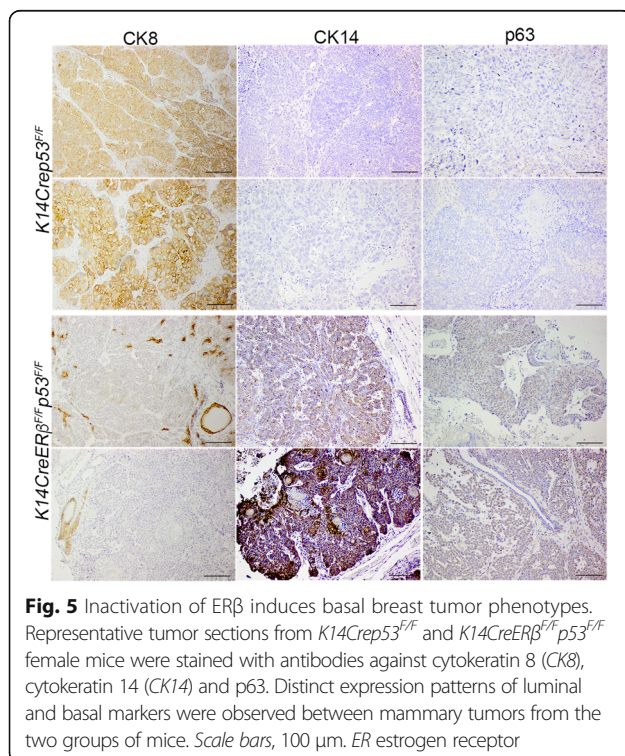 CK8 CK14 p63
K14Crep53F/F
K14CreERβF/Fp53F/F
Fig. 5 Inactivation of ERβ induces basal breast tumor phenotypes.
Representative tumor sections from K14Crep53F/F and K14CreERβF/Fp53F/F
female mice were stained with antibodies against cytokeratin 8 (CK8),
cytokeratin 14 (CK14) and p63. Distinct expression patterns of luminal
and basal markers were observed between mammary tumors from the
two groups of mice. Scale bars, 100 μm. ER estrogen receptor